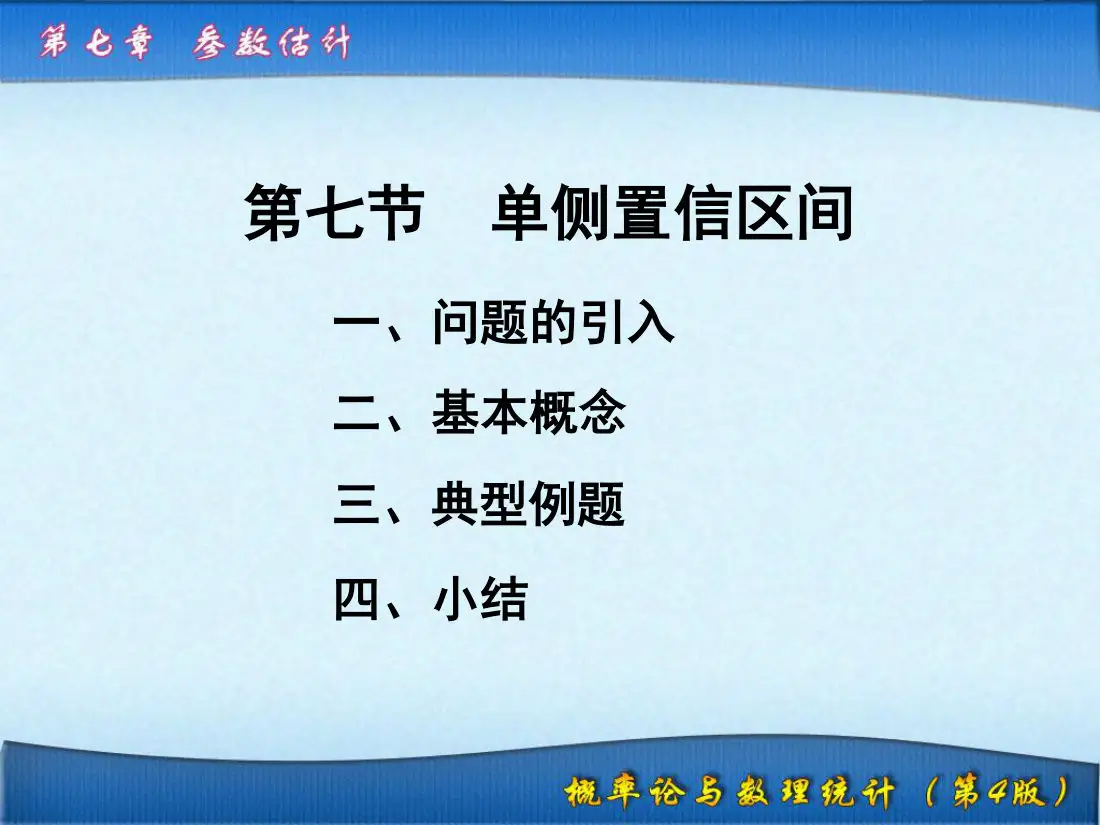 第七章 参数估计
第七节 单侧置信区间
一、问题的引入
二、基本概念
三、典型例题
四、小结
概率论与数理统计（第4版）